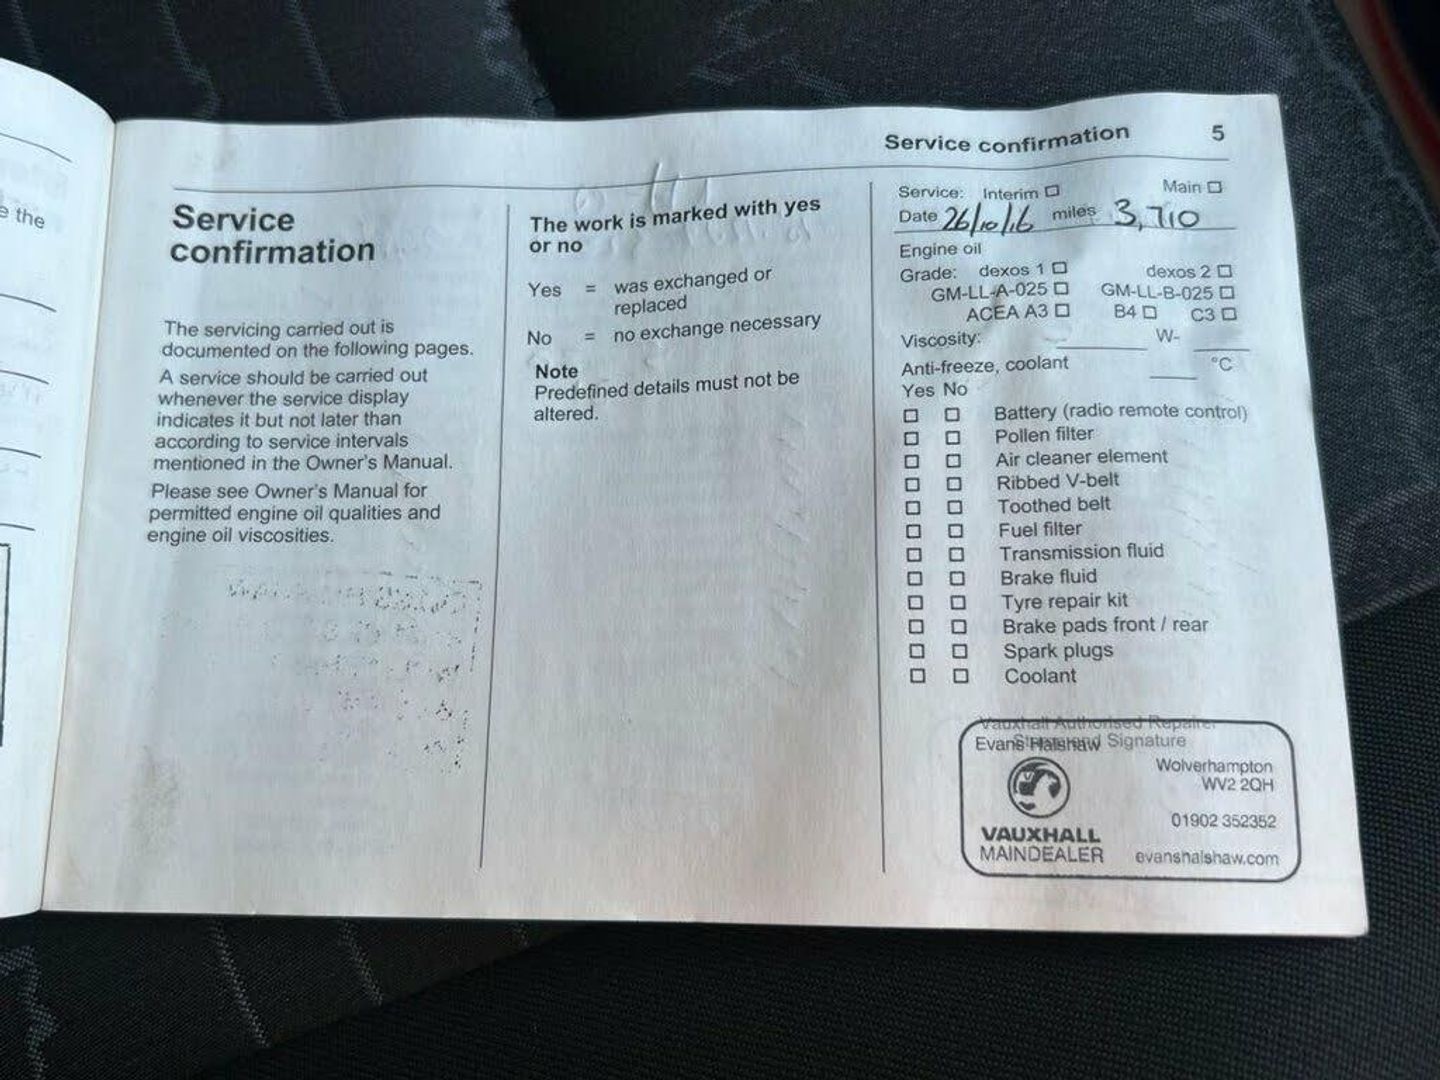 e the
Service confirmation 5
Service
confirmation
The servicing carried out is
documented on the following pages.
A service should be carried out
whenever the service display
indicates it but not later than
according to service intervals
mentioned in the Owner's Manual.
Please see Owner's Manual for
permitted engine oil qualities and
engine oil viscosities.
The work is marked with yes
or no
Yes = was exchanged or
replaced
No = no exchange necessary
Note
Predefined details must not be
altered.
Service: Interim ☐ Main ☐
Date 26/10/16 miles 3,710
Engine oil
Grade: dexos 1 ☐ dexos 2 ☐
GM-LL-A-025 ☐ GM-LL-B-025 ☐
ACEA A3 ☐ B4 ☐ C3 ☐
Viscosity: W-
Anti-freeze, coolant °C
Yes No
☐ ☐ Battery (radio remote control)
☐ ☐ Pollen filter
☐ ☐ Air cleaner element
☐ ☐ Ribbed V-belt
☐ ☐ Toothed belt
☐ ☐ Fuel filter
☐ ☐ Transmission fluid
☐ ☐ Brake fluid
☐ ☐ Tyre repair kit
☐ ☐ Brake pads front / rear
☐ ☐ Spark plugs
☐ ☐ Coolant
Vauxhall Authorised Repairer
Stamp and Signature
Evans Halshaw
Wolverhampton
WV2 2QH
01902 352352
VAUXHALL
MAINDEALER evanshalshaw.com